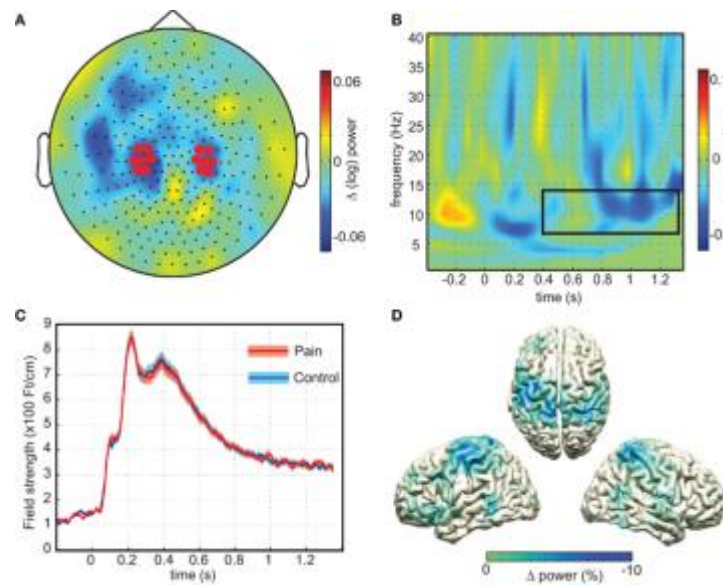 A
0.06
0
-0.06
Δ (log) power
B
40
35
30
25
20
15
10
5
frequency (Hz)
-0.2 0 0.2 0.4 0.6 0.8 1 1.2
time (s)
0
C
9
8
7
6
5
4
3
2
1
0
Field strength (x100 Ft/cm)
Pain
Control
0 0.2 0.4 0.6 0.8 1 1.2
time (s)
D
0 -10
Δ power (%)